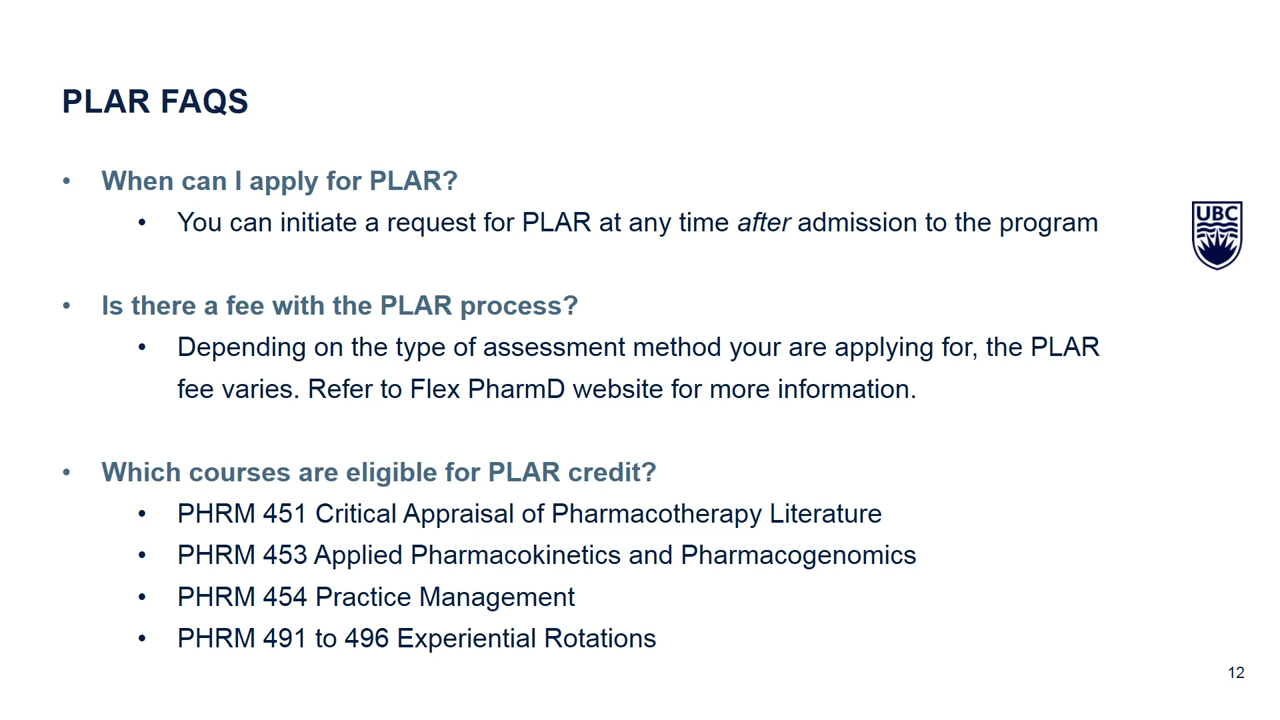 PLAR FAQS
• When can I apply for PLAR?
• You can initiate a request for PLAR at any time after admission to the program
UBC
• Is there a fee with the PLAR process?
• Depending on the type of assessment method your are applying for, the PLAR
fee varies. Refer to Flex PharmD website for more information.
• Which courses are eligible for PLAR credit?
• PHRM 451 Critical Appraisal of Pharmacotherapy Literature
• PHRM 453 Applied Pharmacokinetics and Pharmacogenomics
• PHRM 454 Practice Management
• PHRM 491 to 496 Experiential Rotations
12